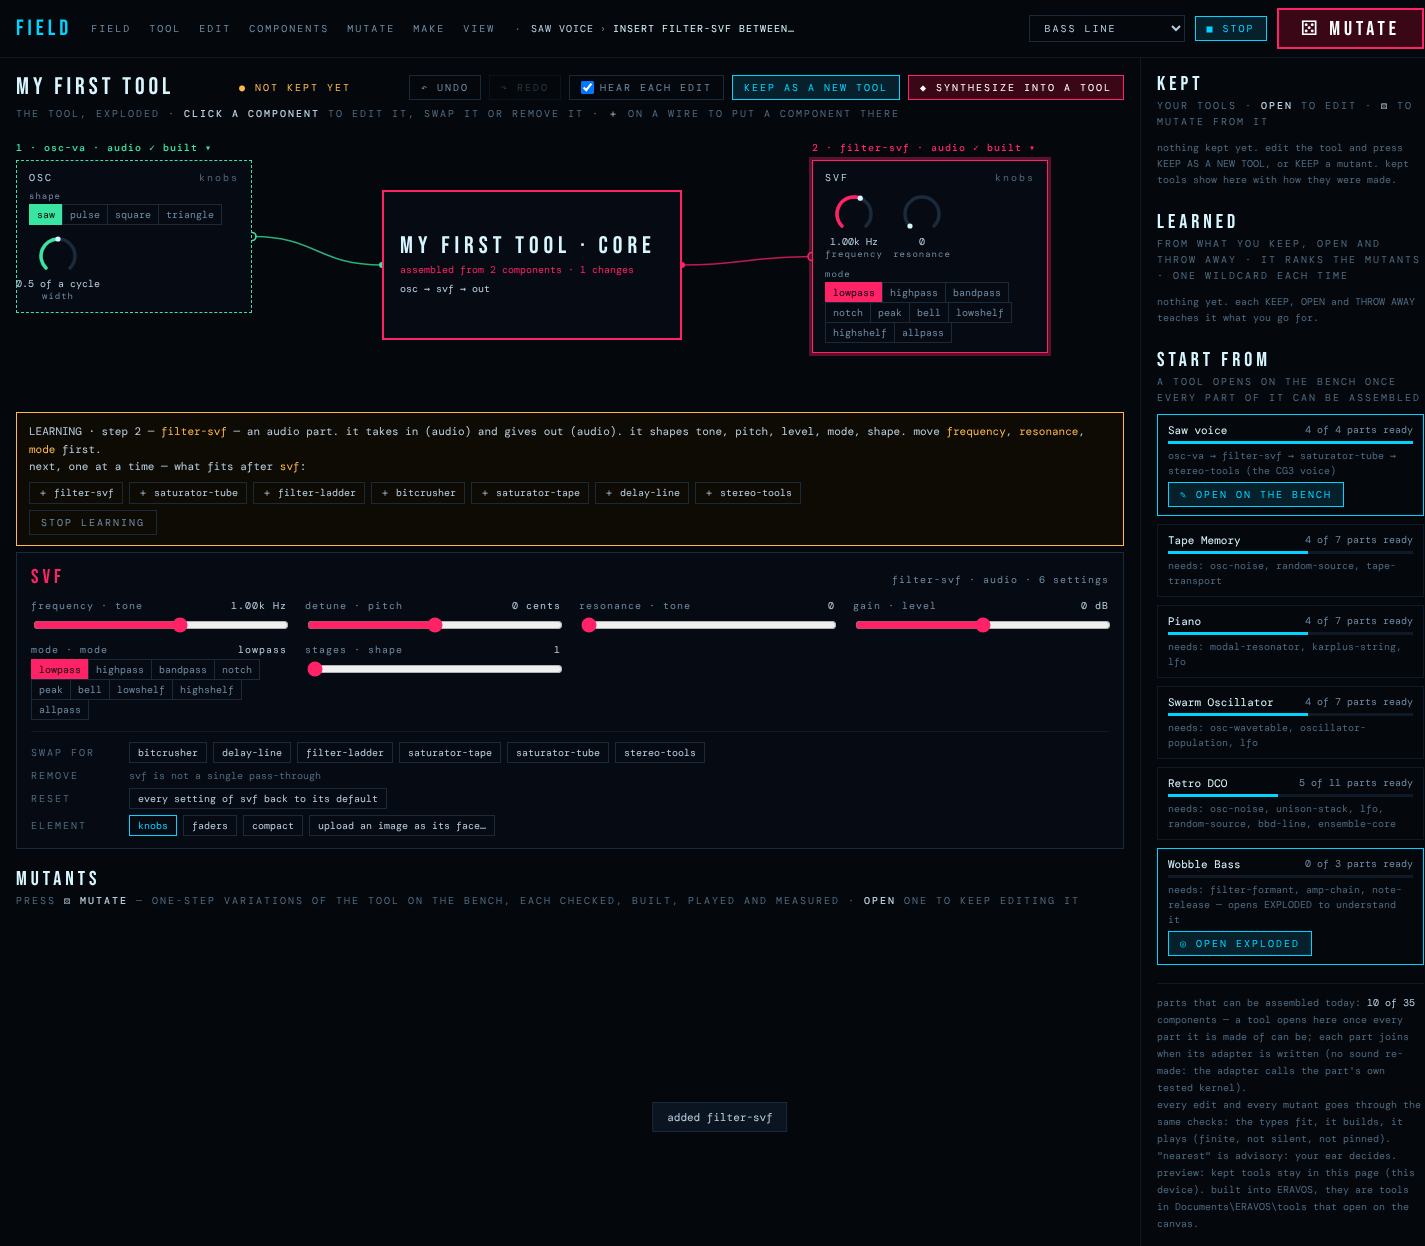 FIELD
FIELD TOOL EDIT COMPONENTS MUTATE MAKE VIEW · SAW VOICE › INSERT FILTER-SVF BETWEEN…
BASS LINE
■ STOP
⚄ MUTATE
MY FIRST TOOL
● NOT KEPT YET
↶ UNDO
↷ REDO
HEAR EACH EDIT
KEEP AS A NEW TOOL
◆ SYNTHESIZE INTO A TOOL
THE TOOL, EXPLODED · CLICK A COMPONENT TO EDIT IT, SWAP IT OR REMOVE IT · + ON A WIRE TO PUT A COMPONENT THERE
1 · osc-va · audio ✓ built ▾
OSC knobs
shape
saw pulse square triangle
0.5 of a cycle
width
MY FIRST TOOL · CORE
assembled from 2 components · 1 changes
osc → svf → out
2 · filter-svf · audio ✓ built ▾
SVF knobs
1.00k Hz 0
frequency resonance
mode
lowpass highpass bandpass
notch peak bell lowshelf
highshelf allpass
LEARNING · step 2 — filter-svf — an audio part. it takes in (audio) and gives out (audio). it shapes tone, pitch, level, mode, shape. move frequency, resonance,
mode first.
next, one at a time — what fits after svf:
+ filter-svf + saturator-tube + filter-ladder + bitcrusher + saturator-tape + delay-line + stereo-tools
STOP LEARNING
SVF
filter-svf · audio · 6 settings
frequency · tone 1.00k Hz detune · pitch 0 cents resonance · tone 0 gain · level 0 dB
mode · mode lowpass stages · shape 1
lowpass highpass bandpass notch
peak bell lowshelf highshelf
allpass
SWAP FOR bitcrusher delay-line filter-ladder saturator-tape saturator-tube stereo-tools
REMOVE svf is not a single pass-through
RESET every setting of svf back to its default
ELEMENT knobs faders compact upload an image as its face…
MUTANTS
PRESS ⚄ MUTATE — ONE-STEP VARIATIONS OF THE TOOL ON THE BENCH, EACH CHECKED, BUILT, PLAYED AND MEASURED · OPEN ONE TO KEEP EDITING IT
added filter-svf
KEPT
YOUR TOOLS · OPEN TO EDIT · ⚄ TO
MUTATE FROM IT
nothing kept yet. edit the tool and press
KEEP AS A NEW TOOL, or KEEP a mutant. kept
tools show here with how they were made.
LEARNED
FROM WHAT YOU KEEP, OPEN AND
THROW AWAY · IT RANKS THE MUTANTS
· ONE WILDCARD EACH TIME
nothing yet. each KEEP, OPEN and THROW AWAY
teaches it what you go for.
START FROM
A TOOL OPENS ON THE BENCH ONCE
EVERY PART OF IT CAN BE ASSEMBLED
Saw voice 4 of 4 parts ready
osc-va → filter-svf → saturator-tube →
stereo-tools (the CG3 voice)
✎ OPEN ON THE BENCH
Tape Memory 4 of 7 parts ready
needs: osc-noise, random-source, tape-
transport
Piano 4 of 7 parts ready
needs: modal-resonator, karplus-string,
lfo
Swarm Oscillator 4 of 7 parts ready
needs: osc-wavetable, oscillator-
population, lfo
Retro DCO 5 of 11 parts ready
needs: osc-noise, unison-stack, lfo,
random-source, bbd-line, ensemble-core
Wobble Bass 0 of 3 parts ready
needs: filter-formant, amp-chain, note-
release — opens EXPLODED to understand
it
◎ OPEN EXPLODED
parts that can be assembled today: 10 of 35
components — a tool opens here once every
part it is made of can be; each part joins
when its adapter is written (no sound re-
made: the adapter calls the part's own
tested kernel).
every edit and every mutant goes through the
same checks: the types fit, it builds, it
plays (finite, not silent, not pinned).
"nearest" is advisory: your ear decides.
preview: kept tools stay in this page (this
device). built into ERAVOS, they are tools
in Documents\ERAVOS\tools that open on the
canvas.